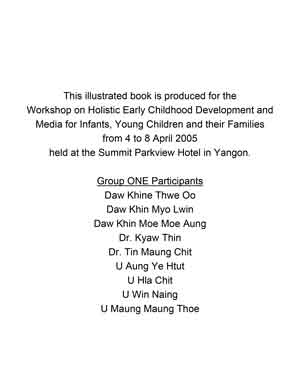 This illustrated book is produced for the
Workshop on Holistic Early Childhood Development and
Media for Infants, Young Children and their Families
from 4 to 8 April 2005
held at the Summit Parkview Hotel in Yangon.
Group ONE Participants
Daw Khine Thwe Oo
Daw Khin Myo Lwin
Daw Khin Moe Moe Aung
Dr. Kyaw Thin
Dr. Tin Maung Chit
U Aung Ye Htut
U Hla Chit
U Win Naing
U Maung Maung Thoe